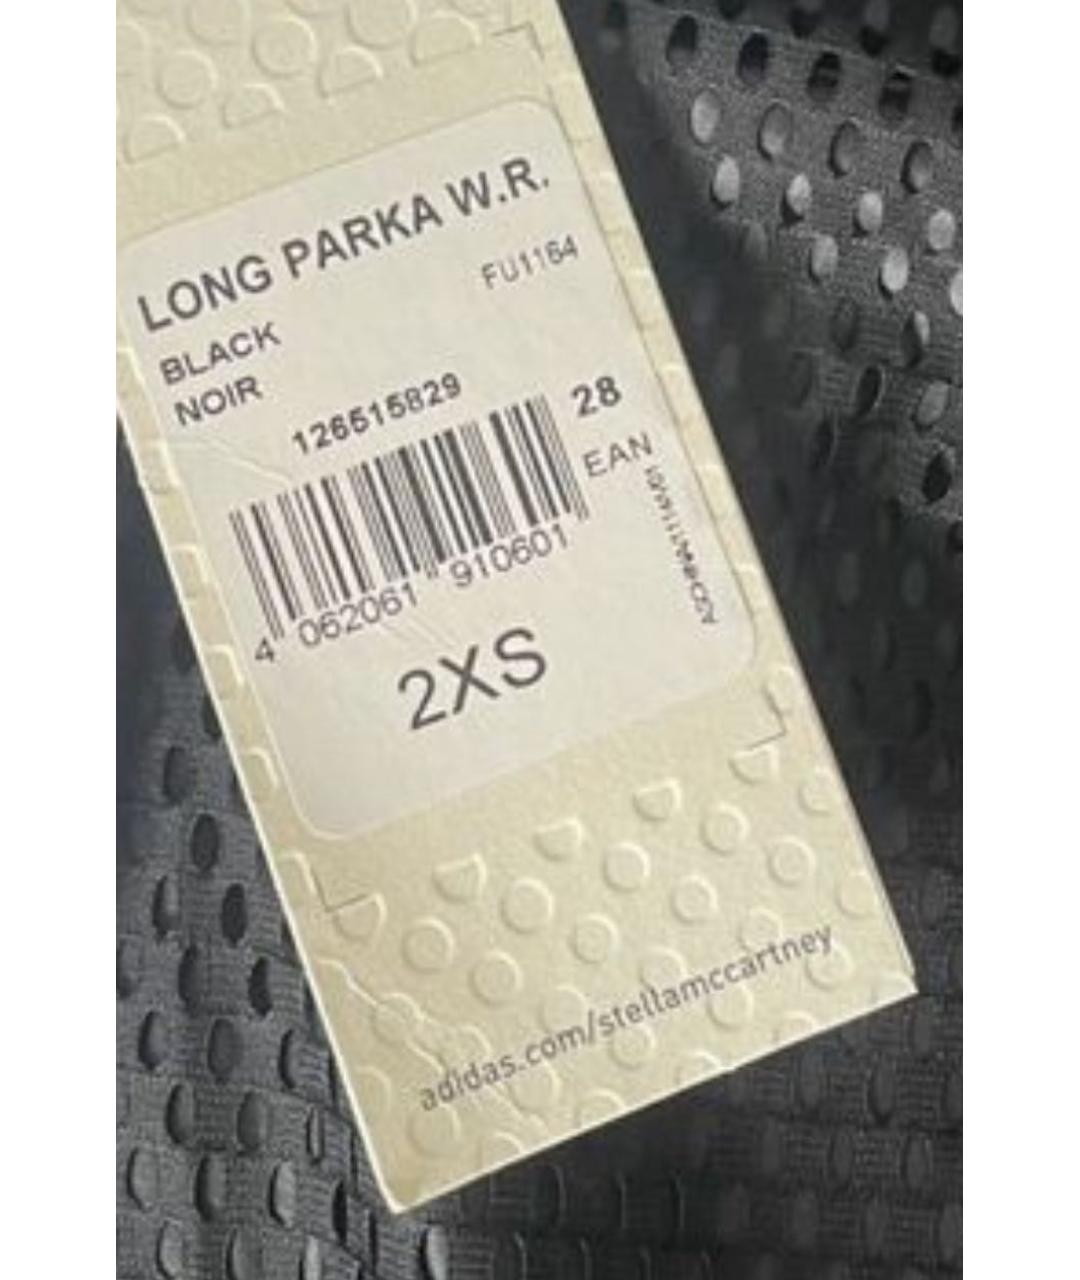 LONG PARKA W.R.
FU1164
BLACK
NOIR
126515829
28
EAN
4 062061 910601
2XS
adidas.com/stellamccartney